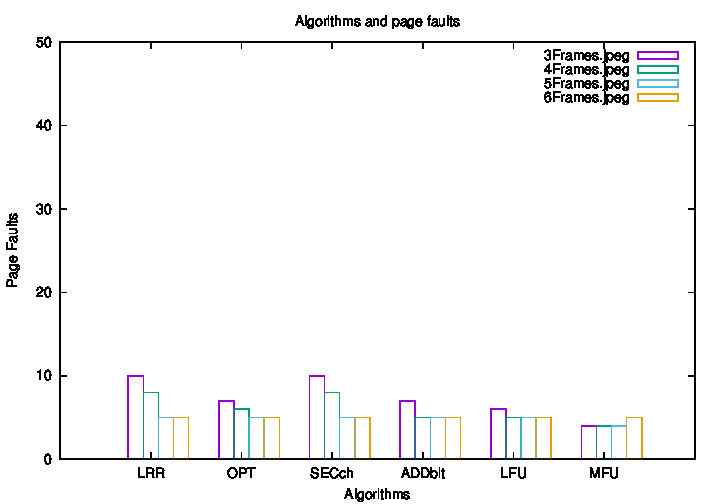 Algorithms and page faults
3Frames.jpeg
4Frames.jpeg
5Frames.jpeg
6Frames.jpeg
50
40
30
20
10
0
Page Faults
LRR OPT SECch ADDbit LFU MFU
Algorithms